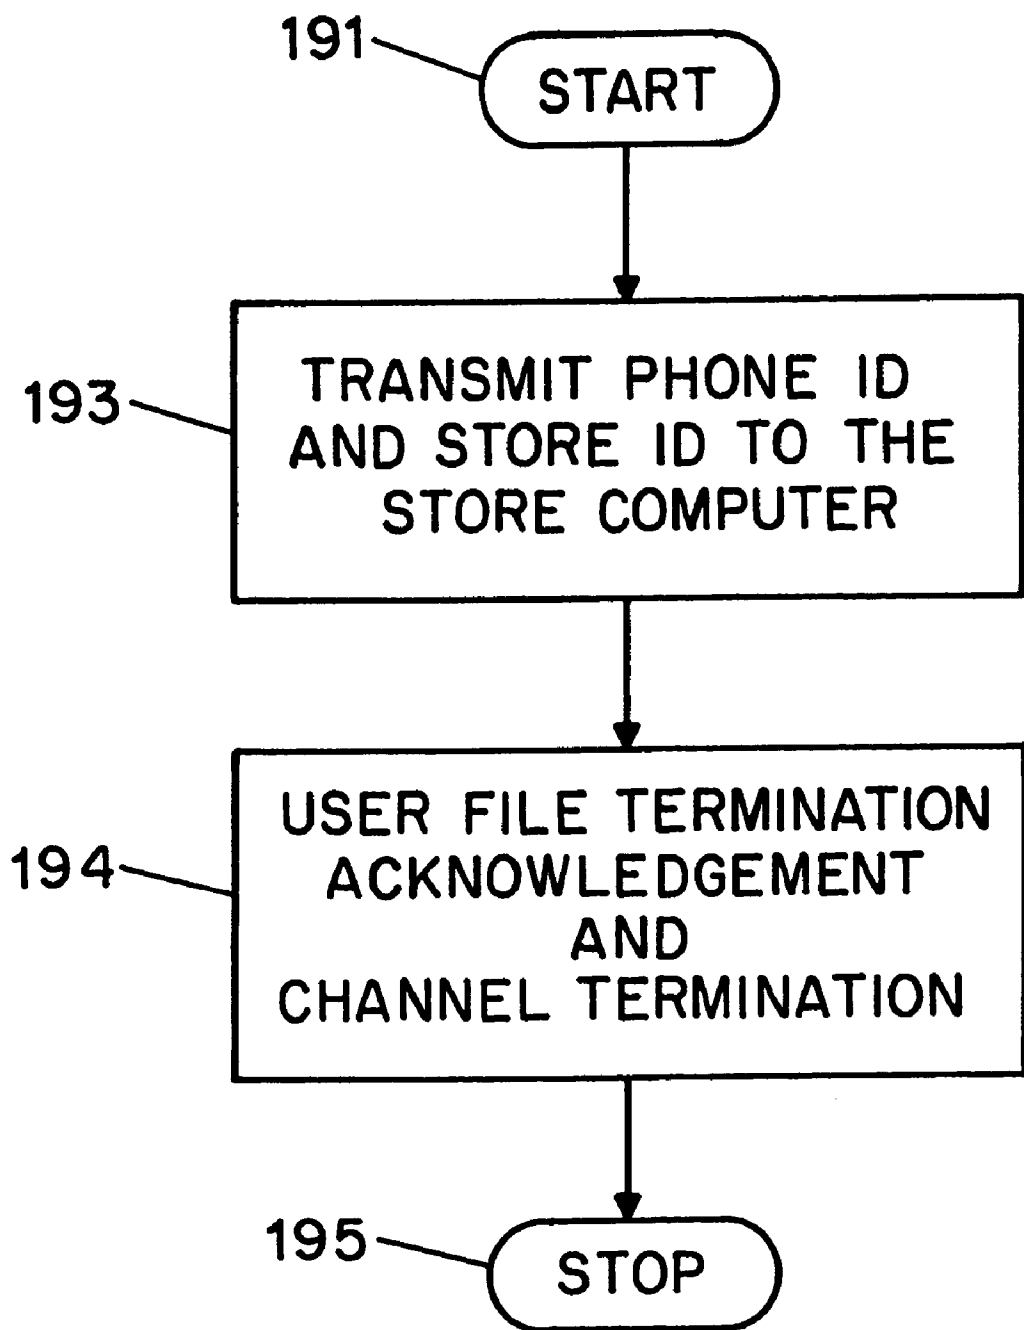 191
START
193
TRANSMIT PHONE ID
AND STORE ID TO THE
STORE COMPUTER
194
USER FILE TERMINATION
ACKNOWLEDGEMENT
AND
CHANNEL TERMINATION
195
STOP